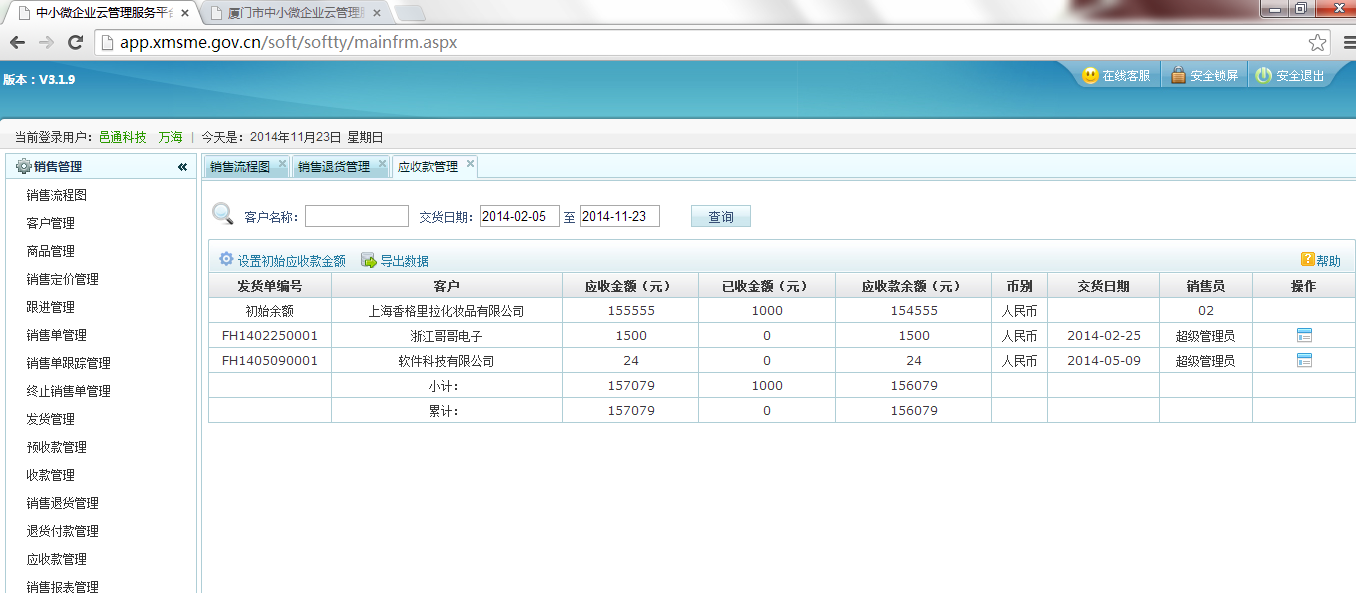 中小微企业云管理服务平台
厦门市中小微企业云管理
app.xmsme.gov.cn/soft/softty/mainfrm.aspx
版本：V3.1.9
在线客服 安全锁屏 安全退出
当前登录用户： 邑通科技 万海 | 今天是： 2014年11月23日 星期日
销售管理 «
销售流程图
客户管理
商品管理
销售定价管理
跟进管理
销售单管理
销售单跟踪管理
终止销售单管理
发货管理
预收款管理
收款管理
销售退货管理
退货付款管理
应收款管理
销售报表管理
销售流程图 销售退货管理 应收款管理
客户名称： 交货日期： 2014-02-05 至 2014-11-23 查询
设置初始应收款金额 导出数据 帮助
发货单编号 客户 应收金额（元） 已收金额（元） 应收款余额（元） 币别 交货日期 销售员 操作
初始余额 上海香格里拉化妆品有限公司 155555 1000 154555 人民币 02
FH1402250001 浙江哥哥电子 1500 0 1500 人民币 2014-02-25 超级管理员
FH1405090001 软件科技有限公司 24 0 24 人民币 2014-05-09 超级管理员
小计： 157079 1000 156079
累计： 157079 0 156079